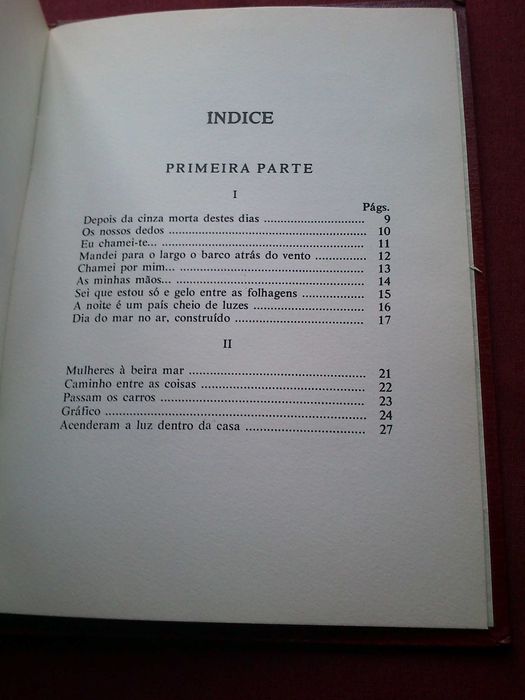 INDICE
PRIMEIRA PARTE
I
Págs.
Depois da cinza morta destes dias ............................ 9
Os nossos dedos ........................................................ 10
Eu chamei-te... ........................................................... 11
Mandei para o largo o barco atrás do vento ............. 12
Chamei por mim... ..................................................... 13
As minhas mãos... ..................................................... 14
Sei que estou só e gelo entre as folhagens ................ 15
A noite é um país cheio de luzes ............................. 16
Dia do mar no ar, construído .................................. 17
II
Mulheres à beira mar ............................................... 21
Caminho entre as coisas .......................................... 22
Passam os carros ...................................................... 23
Gráfico ...................................................................... 24
Acenderam a luz dentro da casa .............................. 27